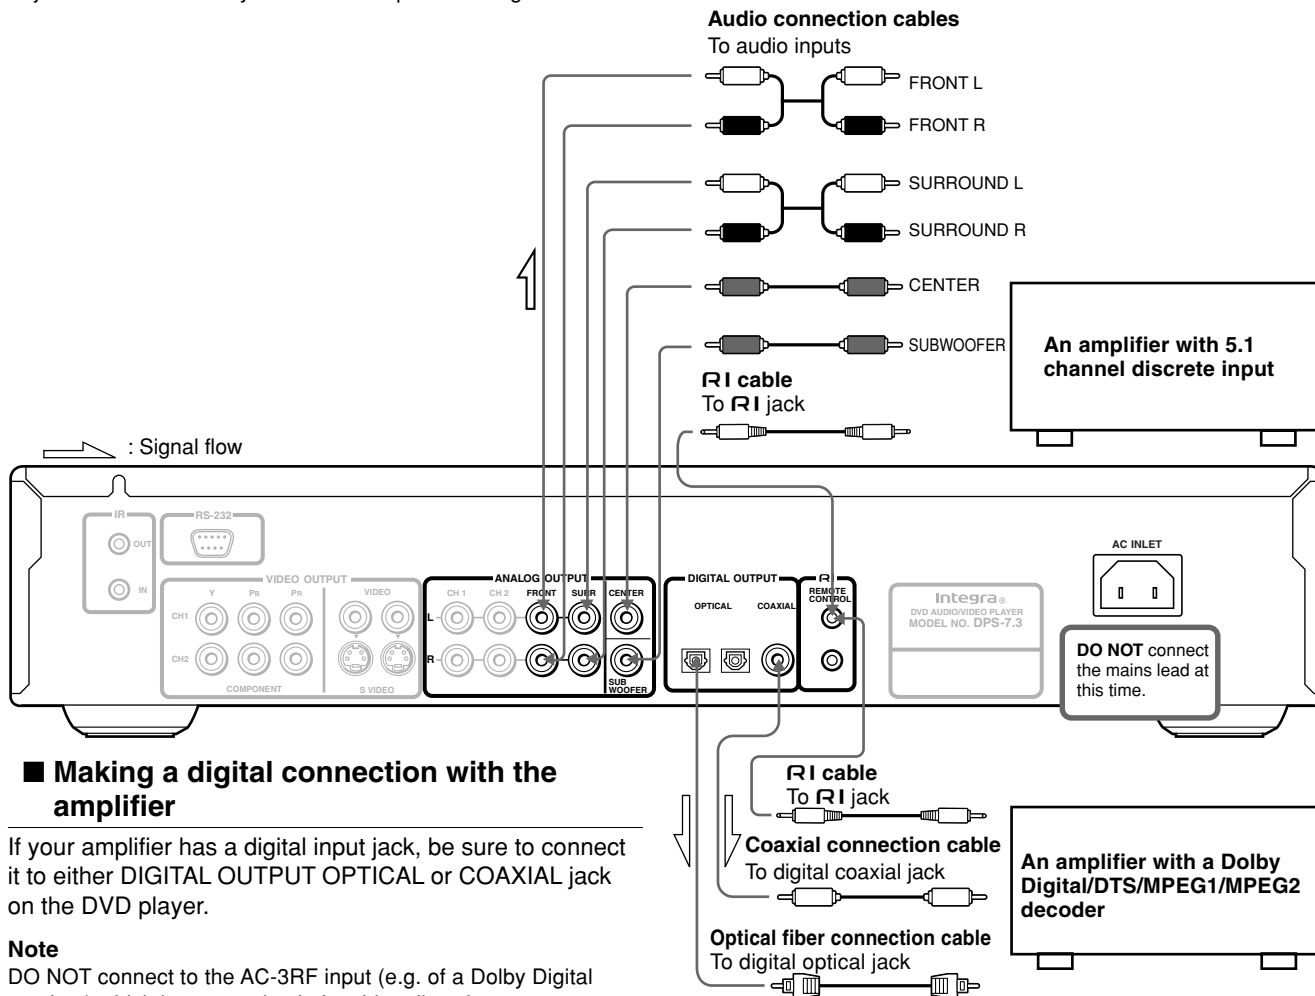 Audio connection cables
To audio inputs
FRONT L
FRONT R
SURROUND L
SURROUND R
CENTER
SUBWOOFER
An amplifier with 5.1
channel discrete input
RI cable
To RI jack
: Signal flow
IR
OUT
IN
RS-232
VIDEO OUTPUT
Y PB PR VIDEO
CH1
CH2
COMPONENT
S VIDEO
ANALOG OUTPUT
CH 1 CH 2 FRONT SURR CENTER
L
R
SUB
WOOFER
DIGITAL OUTPUT
OPTICAL COAXIAL
RI
REMOTE
CONTROL
Integra®
DVD AUDIO/VIDEO PLAYER
MODEL NO. DPS-7.3
AC INLET
DO NOT connect
the mains lead at
this time.
■ Making a digital connection with the
amplifier
If your amplifier has a digital input jack, be sure to connect
it to either DIGITAL OUTPUT OPTICAL or COAXIAL jack
on the DVD player.
Note
DO NOT connect to the AC-3RF input (e.g. of a Dolby Digital
RI cable
To RI jack
Coaxial connection cable
To digital coaxial jack
Optical fiber connection cable
To digital optical jack
An amplifier with a Dolby
Digital/DTS/MPEG1/MPEG2
decoder